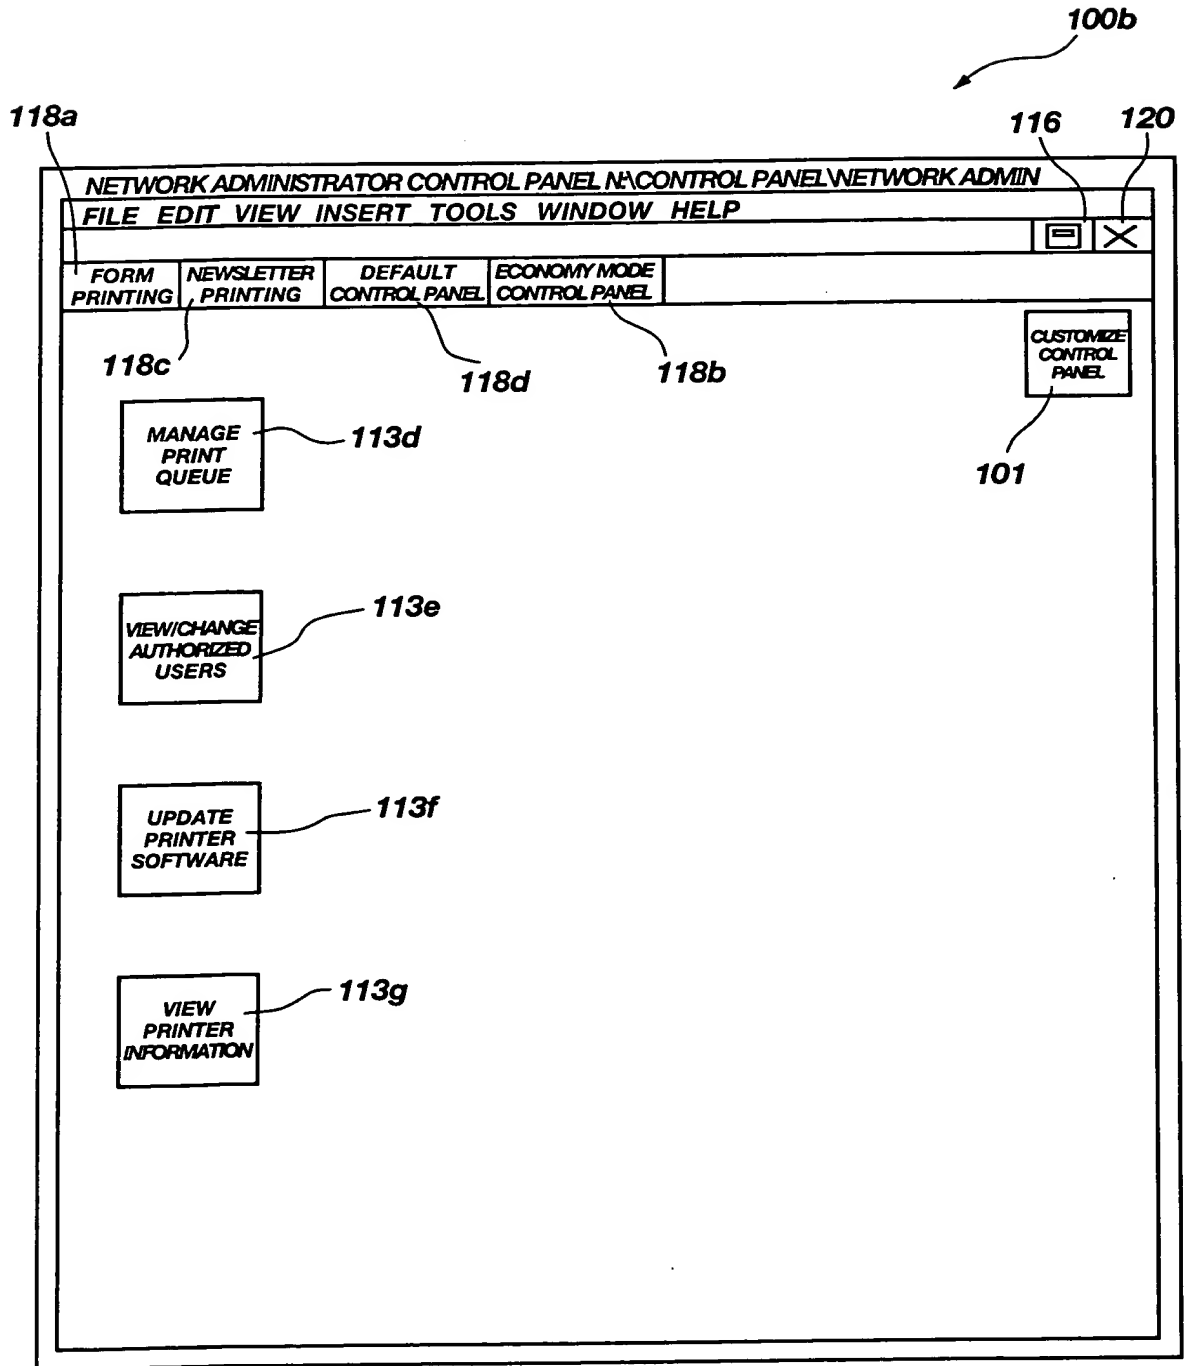 100b
118a
116
120
NETWORK ADMINISTRATOR CONTROL PANEL N:\CONTROL PANEL\NETWORK ADMIN
FILE EDIT VIEW INSERT TOOLS WINDOW HELP
FORM
PRINTING
NEWSLETTER
PRINTING
DEFAULT
CONTROL PANEL
ECONOMY MODE
CONTROL PANEL
118c
118d
118b
CUSTOMIZE
CONTROL
PANEL
101
MANAGE
PRINT
QUEUE
113d
VIEW/CHANGE
AUTHORIZED
USERS
113e
UPDATE
PRINTER
SOFTWARE
113f
VIEW
PRINTER
INFORMATION
113g